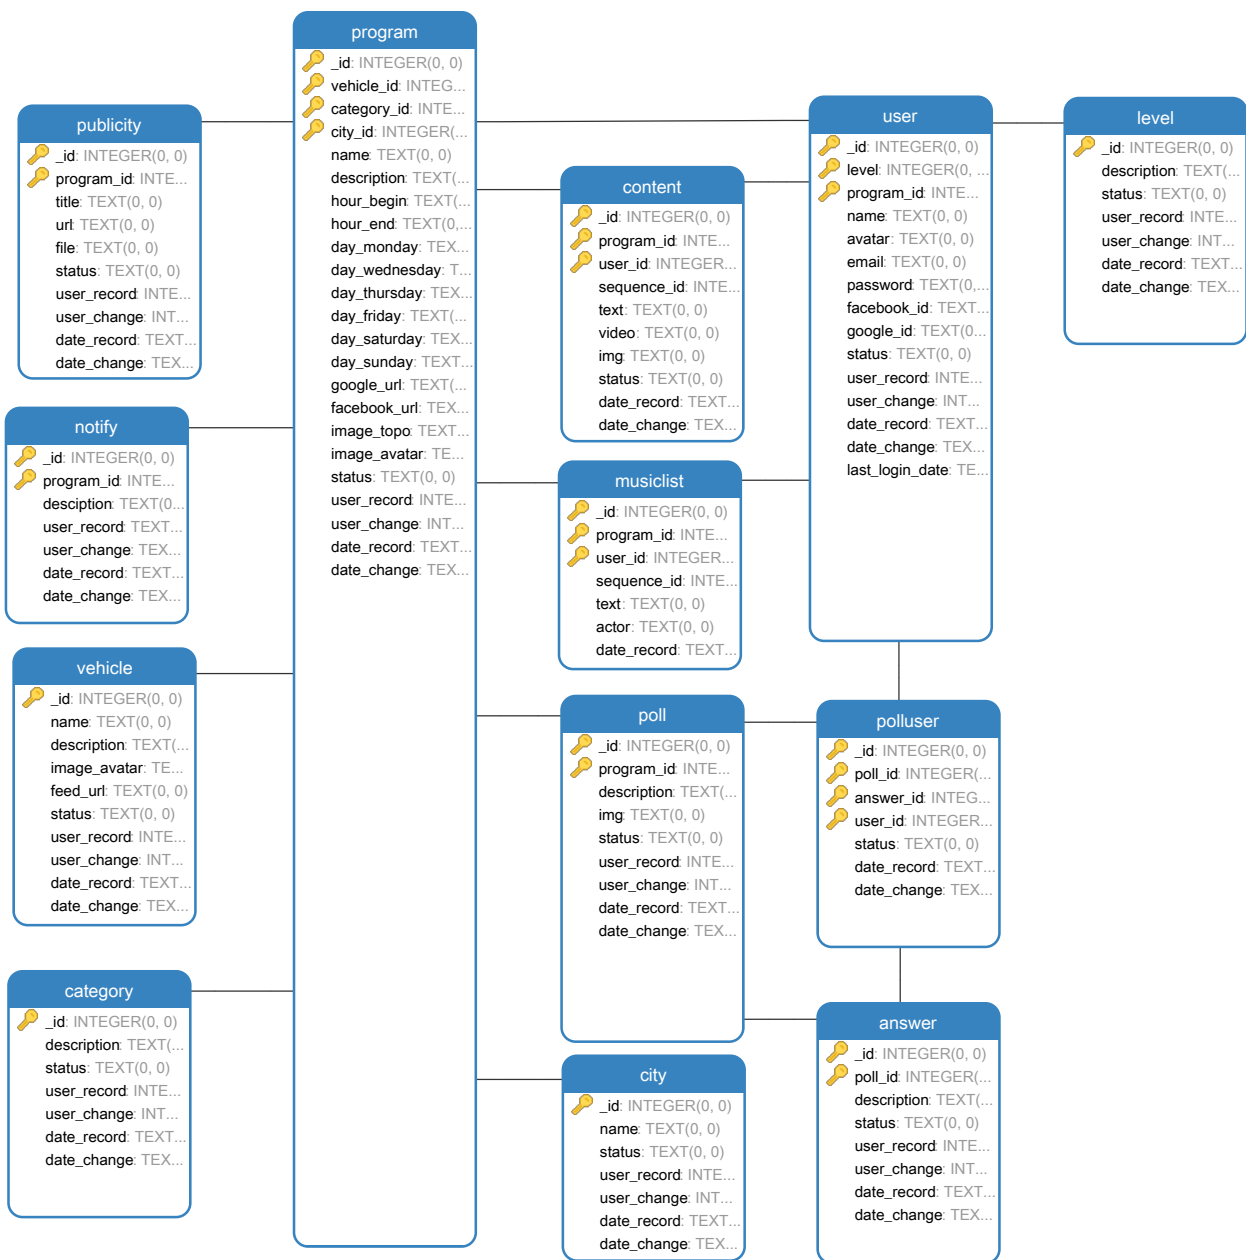 program
_id: INTEGER(0, 0)
vehicle_id: INTEG...
category_id: INTE...
city_id: INTEGER(...
name: TEXT(0, 0)
description: TEXT(...
hour_begin: TEXT(...
hour_end: TEXT(0,...
day_monday: TEX...
day_wednesday: T...
day_thursday: TEX...
day_friday: TEXT(...
day_saturday: TEX...
day_sunday: TEXT...
google_url: TEXT(...
facebook_url: TEX...
image_topo: TEXT...
image_avatar: TE...
status: TEXT(0, 0)
user_record: INTE...
user_change: INT...
date_record: TEXT...
date_change: TEX...
publicity
_id: INTEGER(0, 0)
program_id: INTE...
title: TEXT(0, 0)
url: TEXT(0, 0)
file: TEXT(0, 0)
status: TEXT(0, 0)
user_record: INTE...
user_change: INT...
date_record: TEXT...
date_change: TEX...
notify
_id: INTEGER(0, 0)
program_id: INTE...
desciption: TEXT(0...
user_record: TEXT...
user_change: TEX...
date_record: TEXT...
date_change: TEX...
vehicle
_id: INTEGER(0, 0)
name: TEXT(0, 0)
description: TEXT(...
image_avatar: TE...
feed_url: TEXT(0, 0)
status: TEXT(0, 0)
user_record: INTE...
user_change: INT...
date_record: TEXT...
date_change: TEX...
category
_id: INTEGER(0, 0)
description: TEXT(...
status: TEXT(0, 0)
user_record: INTE...
user_change: INT...
date_record: TEXT...
date_change: TEX...
content
_id: INTEGER(0, 0)
program_id: INTE...
user_id: INTEGER...
sequence_id: INTE...
text: TEXT(0, 0)
video: TEXT(0, 0)
img: TEXT(0, 0)
status: TEXT(0, 0)
date_record: TEXT...
date_change: TEX...
musiclist
_id: INTEGER(0, 0)
program_id: INTE...
user_id: INTEGER...
sequence_id: INTE...
text: TEXT(0, 0)
actor: TEXT(0, 0)
date_record: TEXT...
poll
_id: INTEGER(0, 0)
program_id: INTE...
description: TEXT(...
img: TEXT(0, 0)
status: TEXT(0, 0)
user_record: INTE...
user_change: INT...
date_record: TEXT...
date_change: TEX...
city
_id: INTEGER(0, 0)
name: TEXT(0, 0)
status: TEXT(0, 0)
user_record: INTE...
user_change: INT...
date_record: TEXT...
date_change: TEX...
user
_id: INTEGER(0, 0)
level: INTEGER(0, ...
program_id: INTE...
name: TEXT(0, 0)
avatar: TEXT(0, 0)
email: TEXT(0, 0)
password: TEXT(0,...
facebook_id: TEXT...
google_id: TEXT(0...
status: TEXT(0, 0)
user_record: INTE...
user_change: INT...
date_record: TEXT...
date_change: TEX...
last_login_date: TE...
polluser
_id: INTEGER(0, 0)
poll_id: INTEGER(...
answer_id: INTEG...
user_id: INTEGER...
status: TEXT(0, 0)
date_record: TEXT...
date_change: TEX...
answer
_id: INTEGER(0, 0)
poll_id: INTEGER(...
description: TEXT(...
status: TEXT(0, 0)
user_record: INTE...
user_change: INT...
date_record: TEXT...
date_change: TEX...
level
_id: INTEGER(0, 0)
description: TEXT(...
status: TEXT(0, 0)
user_record: INTE...
user_change: INT...
date_record: TEXT...
date_change: TEX...